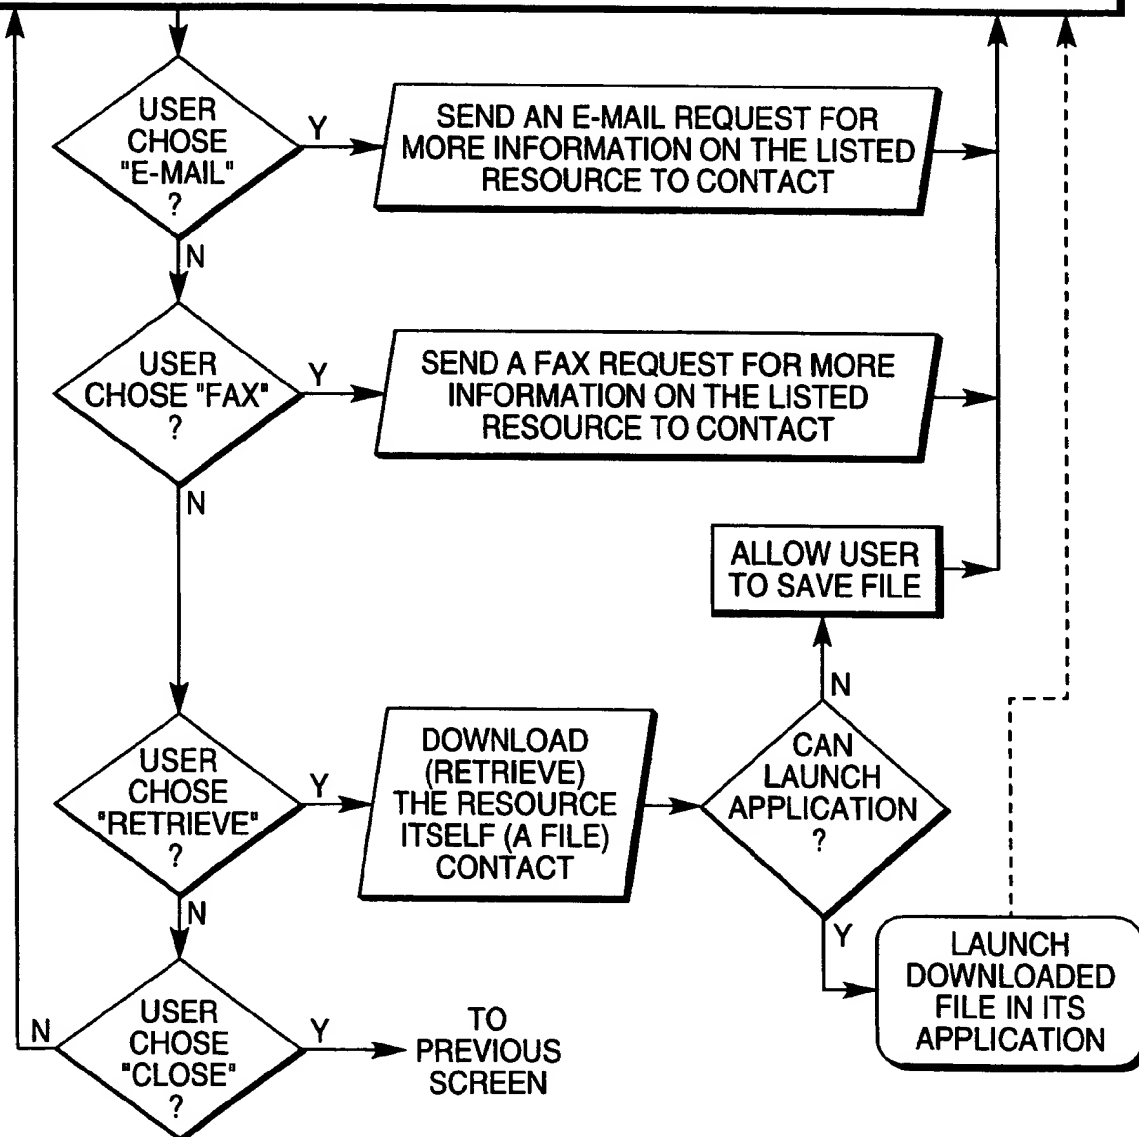 USER
CHOSE
"E-MAIL"
?
Y
SEND AN E-MAIL REQUEST FOR
MORE INFORMATION ON THE LISTED
RESOURCE TO CONTACT
N
USER
CHOSE "FAX"
?
Y
SEND A FAX REQUEST FOR MORE
INFORMATION ON THE LISTED
RESOURCE TO CONTACT
N
ALLOW USER
TO SAVE FILE
N
USER
CHOSE
"RETRIEVE"
?
Y
DOWNLOAD
(RETRIEVE)
THE RESOURCE
ITSELF (A FILE)
CONTACT
CAN
LAUNCH
APPLICATION
?
Y
LAUNCH
DOWNLOADED
FILE IN ITS
APPLICATION
N
USER
CHOSE
"CLOSE"
?
N
Y
TO
PREVIOUS
SCREEN